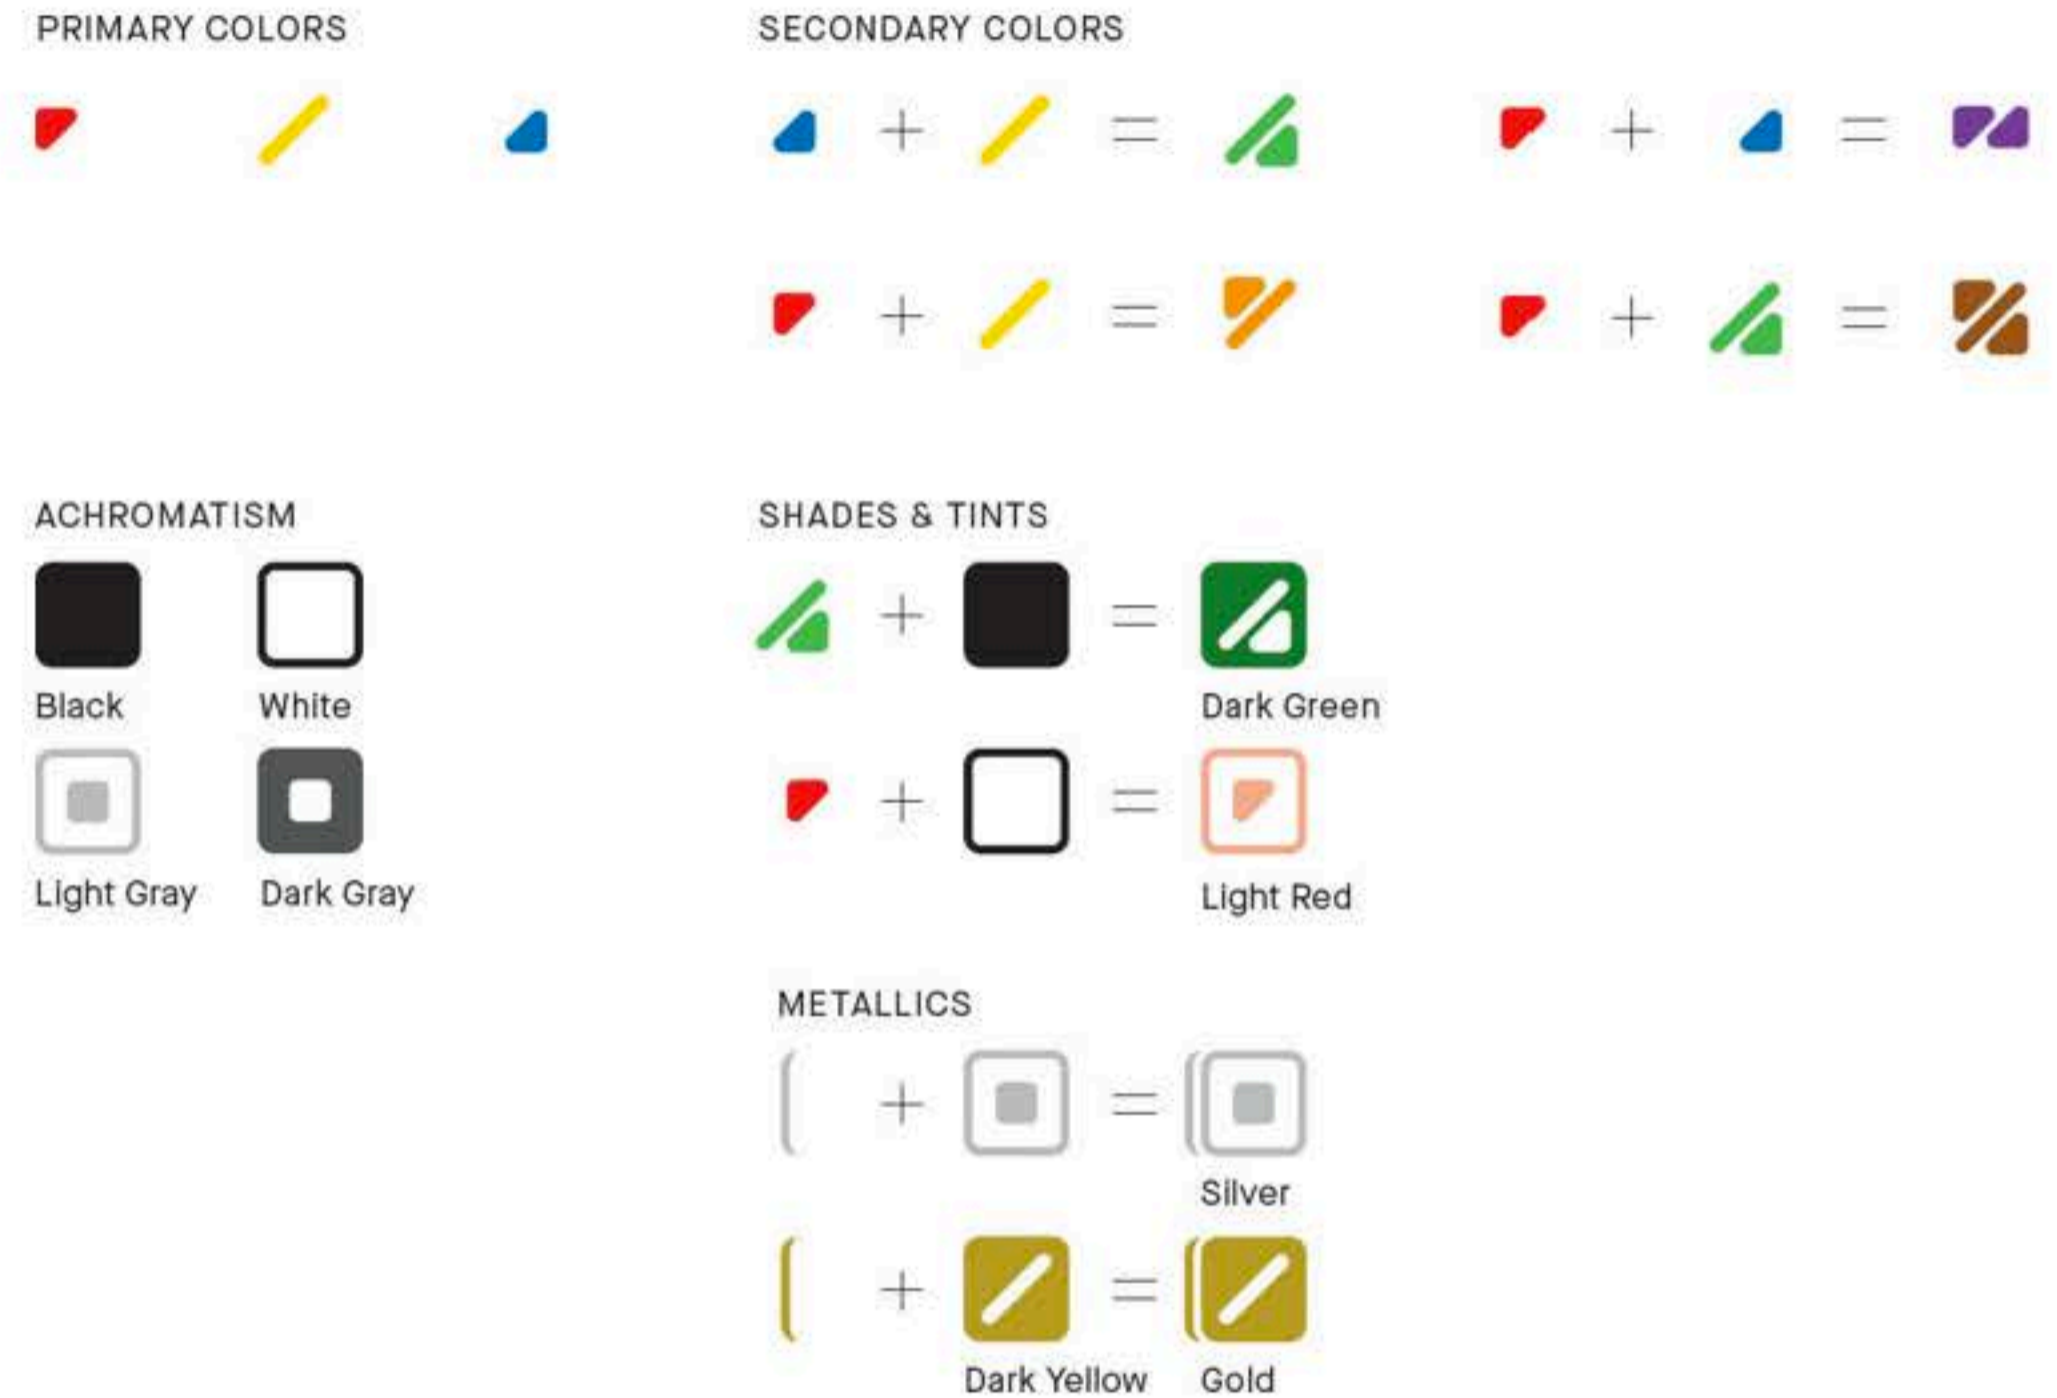 PRIMARY COLORS
SECONDARY COLORS
ACHROMATISM
Black
White
Light Gray
Dark Gray
SHADES & TINTS
Dark Green
Light Red
METALLICS
Silver
Dark Yellow
Gold